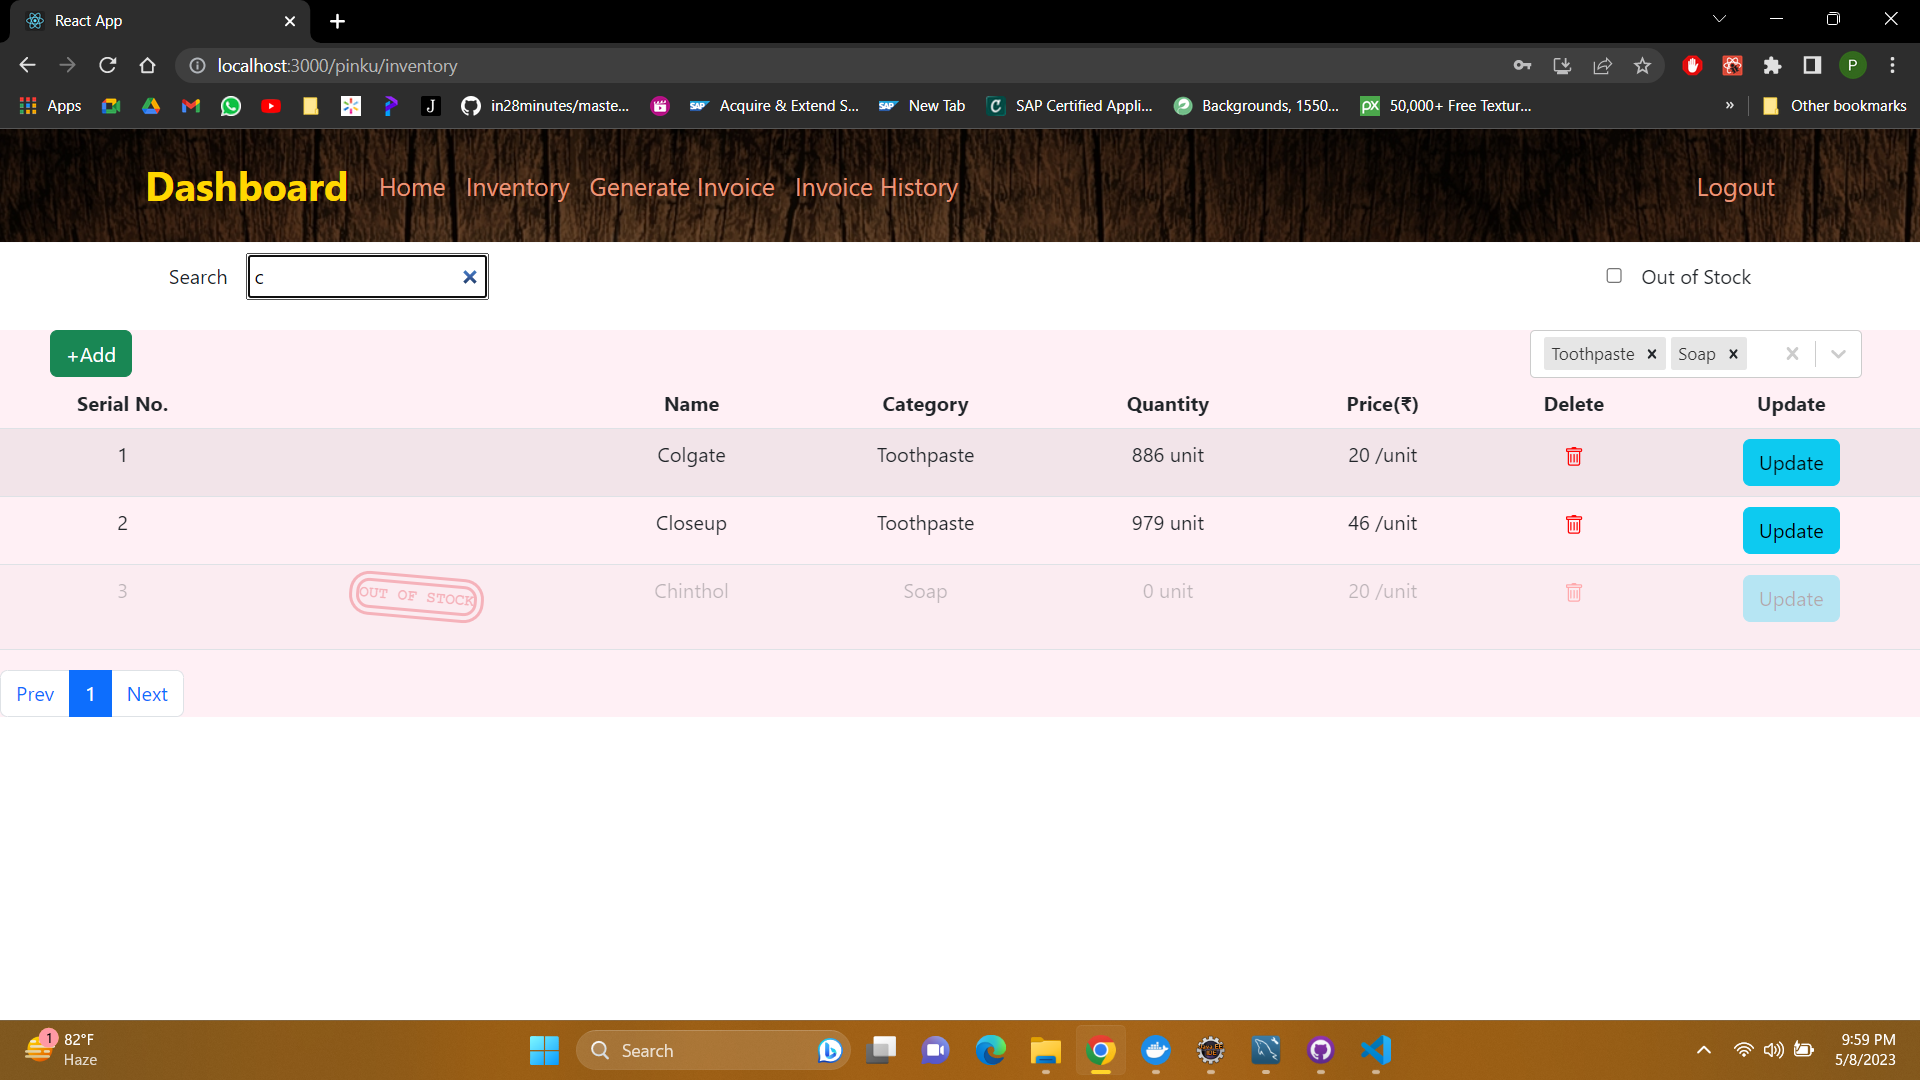 React App
localhost:3000/pinku/inventory
P
Apps
J
in28minutes/maste...
SAP Acquire & Extend S...
SAP New Tab
C SAP Certified Appli...
Backgrounds, 1550...
px 50,000+ Free Textur...
» Other bookmarks
Dashboard Home Inventory Generate Invoice Invoice History Logout
Search c Out of Stock
+Add Toothpaste Soap
Serial No. Name Category Quantity Price(₹) Delete Update
1 Colgate Toothpaste 886 unit 20 /unit Update
2 Closeup Toothpaste 979 unit 46 /unit Update
3 OUT OF STOCK Chinthol Soap 0 unit 20 /unit Update
Prev 1 Next
1 82°F
Haze
Search
9:59 PM
5/8/2023